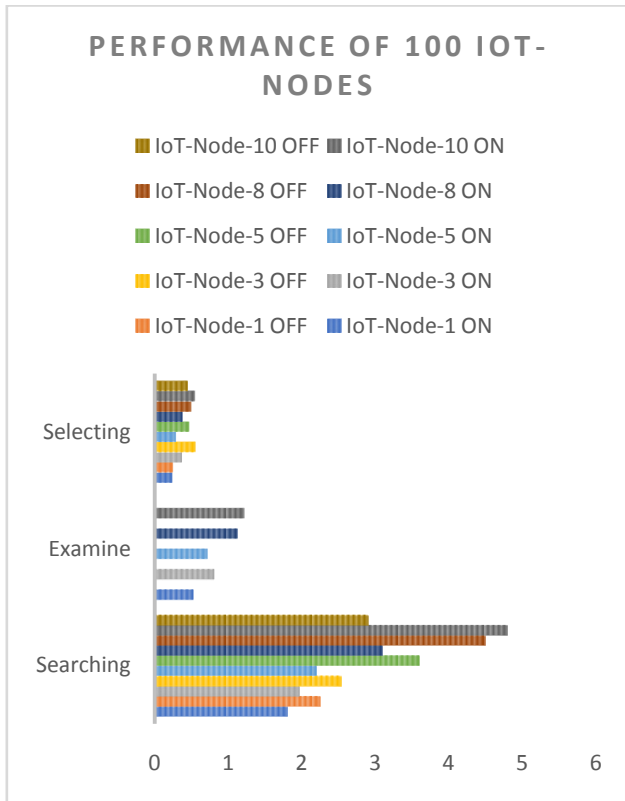 PERFORMANCE OF 100 IOT-
NODES
IoT-Node-10 OFF IoT-Node-10 ON
IoT-Node-8 OFF IoT-Node-8 ON
IoT-Node-5 OFF IoT-Node-5 ON
IoT-Node-3 OFF IoT-Node-3 ON
IoT-Node-1 OFF IoT-Node-1 ON
Selecting
Examine
Searching
0 1 2 3 4 5 6